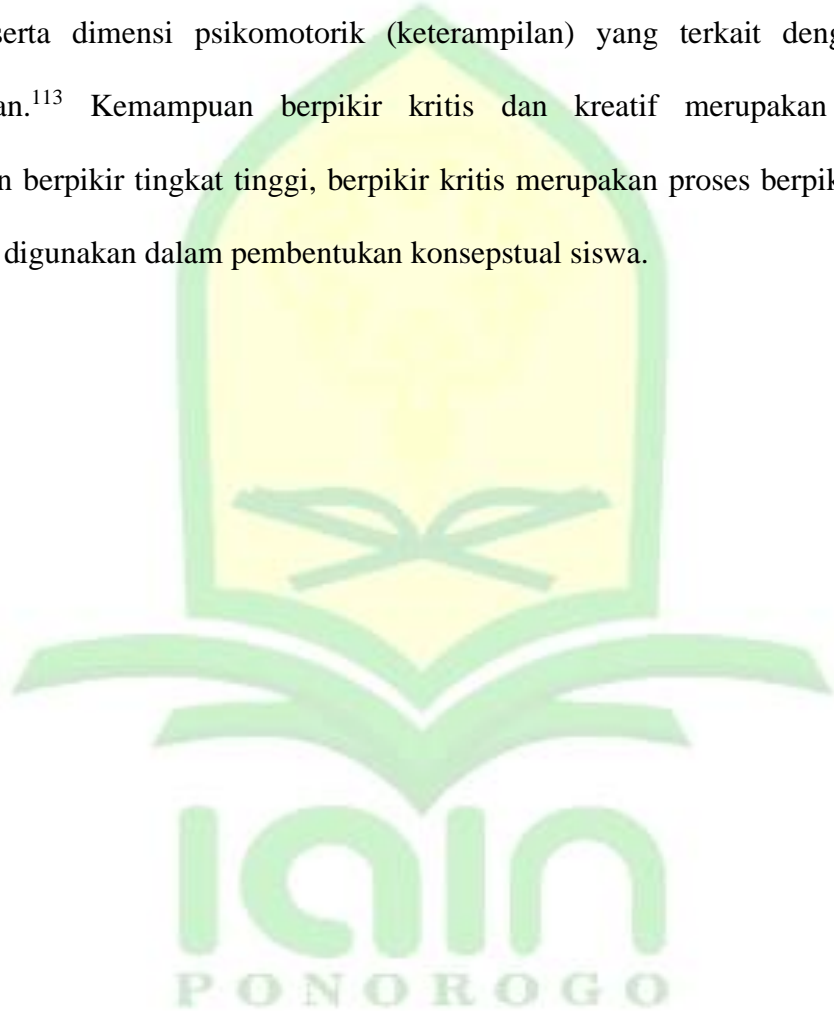 serta dimensi psikomotorik (keterampilan) yang terkait deng
an.¹¹³ Kemampuan berpikir kritis dan kreatif merupakan
n berpikir tingkat tinggi, berpikir kritis merupakan proses berpik
digunakan dalam pembentukan konsepstual siswa.
iain
PONOROGO